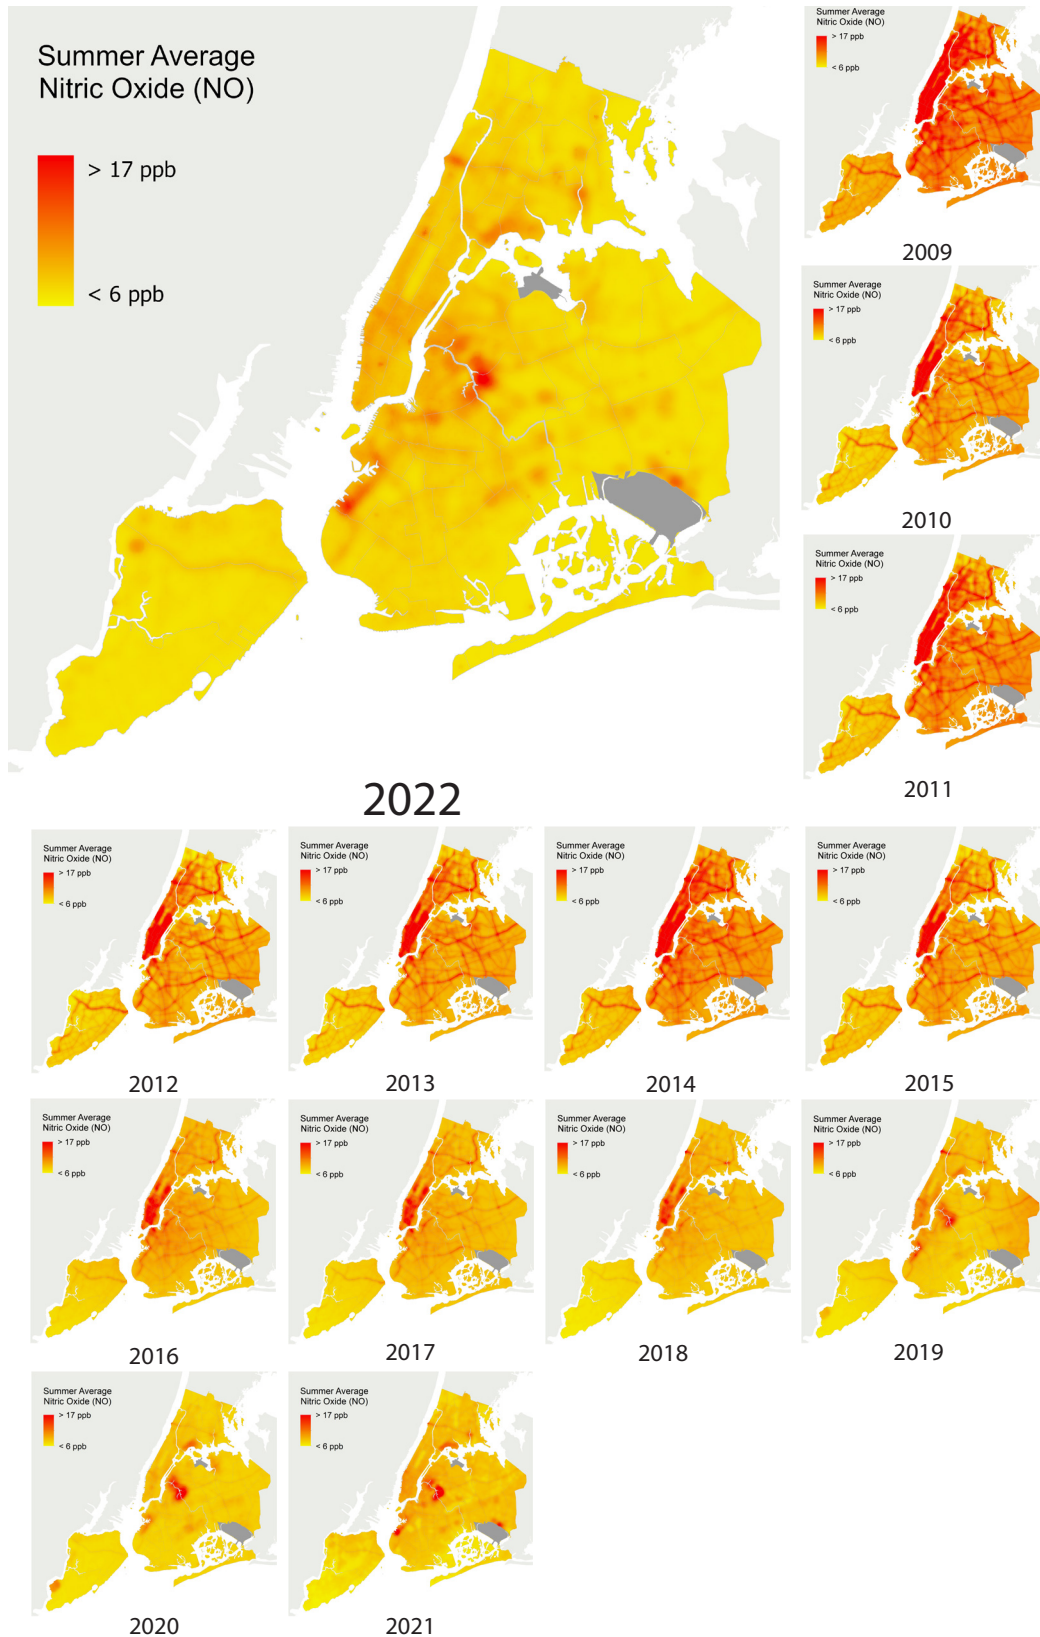 Summer Average
Nitric Oxide (NO)
> 17 ppb
< 6 ppb
2022
Summer Average
Nitric Oxide (NO)
> 17 ppb
< 6 ppb
2009
Summer Average
Nitric Oxide (NO)
> 17 ppb
< 6 ppb
2010
Summer Average
Nitric Oxide (NO)
> 17 ppb
< 6 ppb
2011
Summer Average
Nitric Oxide (NO)
> 17 ppb
< 6 ppb
2012
Summer Average
Nitric Oxide (NO)
> 17 ppb
< 6 ppb
2013
Summer Average
Nitric Oxide (NO)
> 17 ppb
< 6 ppb
2014
Summer Average
Nitric Oxide (NO)
> 17 ppb
< 6 ppb
2015
Summer Average
Nitric Oxide (NO)
> 17 ppb
< 6 ppb
2016
Summer Average
Nitric Oxide (NO)
> 17 ppb
< 6 ppb
2017
Summer Average
Nitric Oxide (NO)
> 17 ppb
< 6 ppb
2018
Summer Average
Nitric Oxide (NO)
> 17 ppb
< 6 ppb
2019
Summer Average
Nitric Oxide (NO)
> 17 ppb
< 6 ppb
2020
Summer Average
Nitric Oxide (NO)
> 17 ppb
< 6 ppb
2021